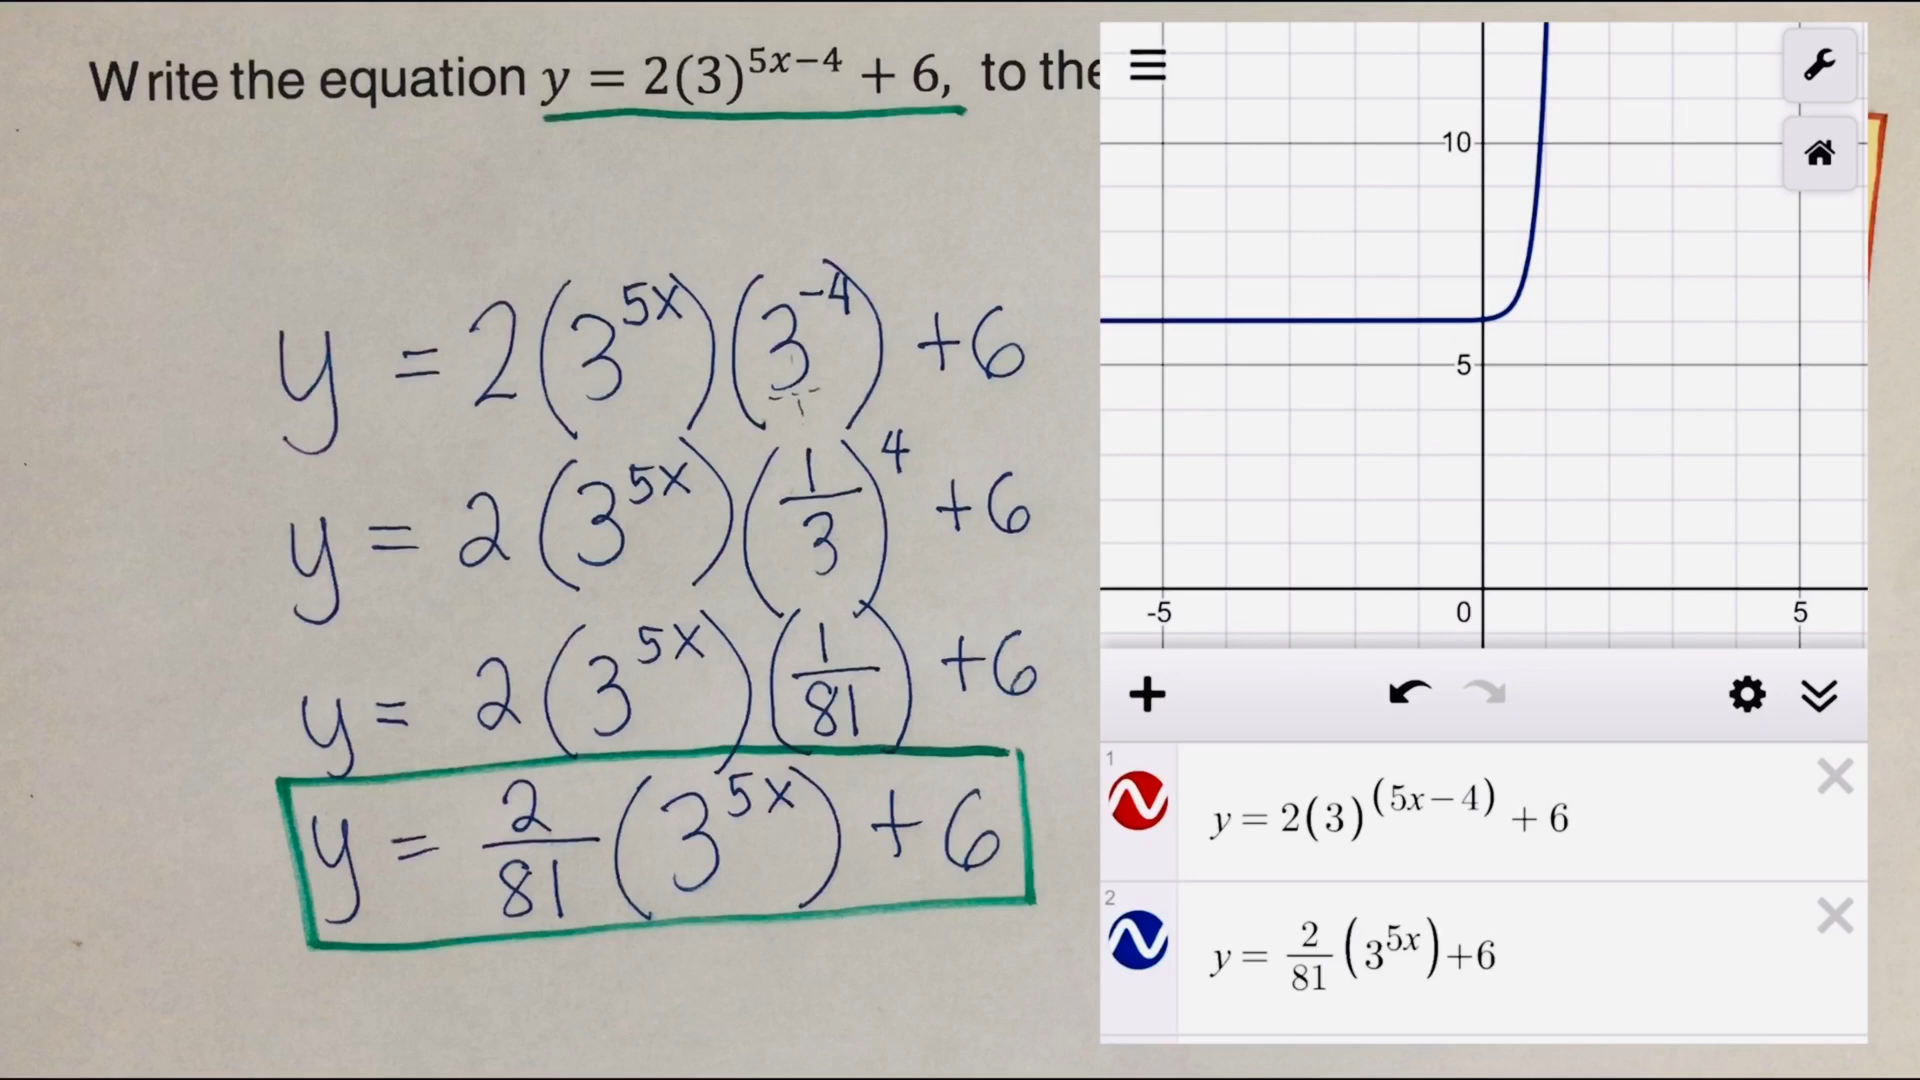 Write the equation y = 2(3)^{5x−4} + 6, to the
y = 2(3^{5x})(3^{-4}) +6
y = 2(3^{5x})(1/3)^4 +6
y = 2(3^{5x})(1/81) +6
y = 2/81 (3^{5x}) + 6
10
5
-5 0 5
1
y = 2(3)^{(5x−4)} + 6
2
y = 2/81 (3^{5x}) +6